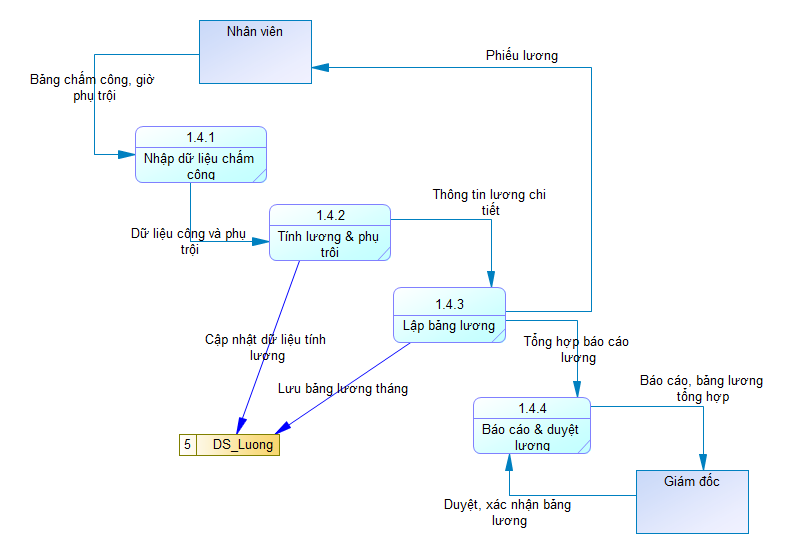 Nhân viên
Phiếu lương
Bảng chấm công, giờ
phụ trội
1.4.1
Nhập dữ liệu chấm
công
Thông tin lương chi
tiết
1.4.2
Tính lương & phụ
trội
Dữ liệu công và phụ
trội
1.4.3
Lập bảng lương
Cập nhật dữ liệu tính
lương
Tổng hợp báo cáo
lương
Lưu bảng lương tháng
Báo cáo, bảng lương
tổng hợp
1.4.4
Báo cáo & duyệt
lương
5 DS_Luong
Giám đốc
Duyệt, xác nhận bảng
lương